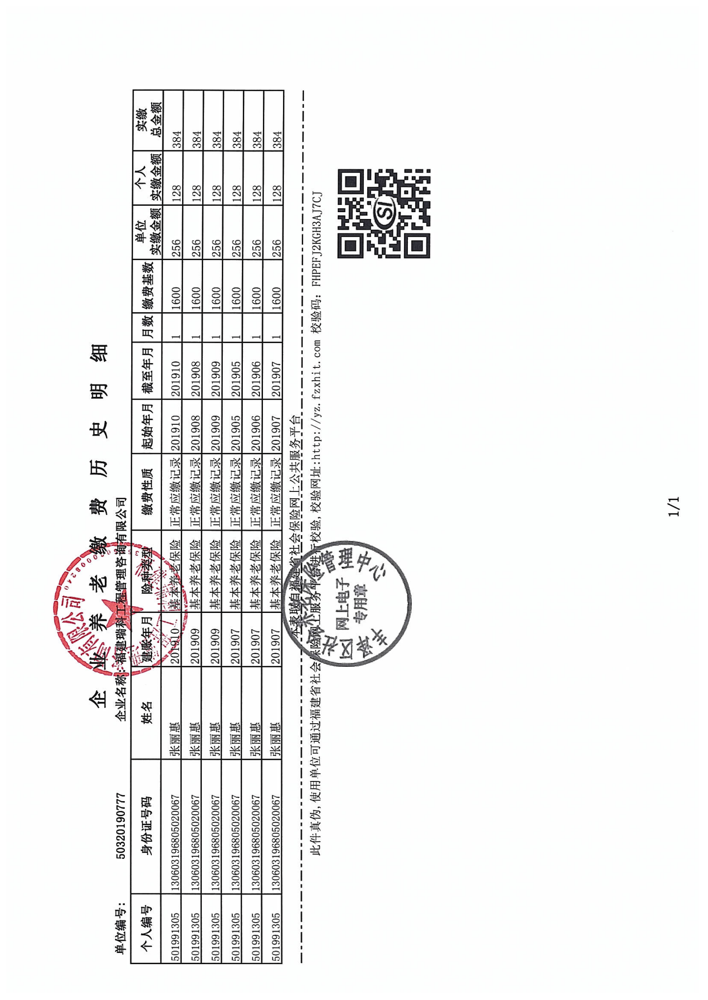 企业养老缴费历史明细
单位编号: 50320190777 企业名称: 福建瑞科工程管理咨询有限公司
个人编号 身份证号码 姓名 建账年月 险种类型 缴费性质 起始年月 截至年月 月数 缴费基数 单位实缴金额 个人实缴金额 实缴总金额
501991305 130603196805020067 张丽惠 201910 基本养老保险 正常应缴记录 201910 201910 1 1600 256 128 384
501991305 130603196805020067 张丽惠 201909 基本养老保险 正常应缴记录 201908 201908 1 1600 256 128 384
501991305 130603196805020067 张丽惠 201909 基本养老保险 正常应缴记录 201909 201909 1 1600 256 128 384
501991305 130603196805020067 张丽惠 201907 基本养老保险 正常应缴记录 201905 201905 1 1600 256 128 384
501991305 130603196805020067 张丽惠 201907 基本养老保险 正常应缴记录 201906 201906 1 1600 256 128 384
501991305 130603196805020067 张丽惠 201907 基本养老保险 正常应缴记录 201907 201907 1 1600 256 128 384
本表取自福建省社会保险网上公共服务平台
此件真伪,使用单位可通过福建省社会保险网上服务平台进行校验,校验网址:http://yz.fzxhit.com 校验码: FHPEFJ2KGH3AJ7CJ
网上电子
专用章
SI
1/1